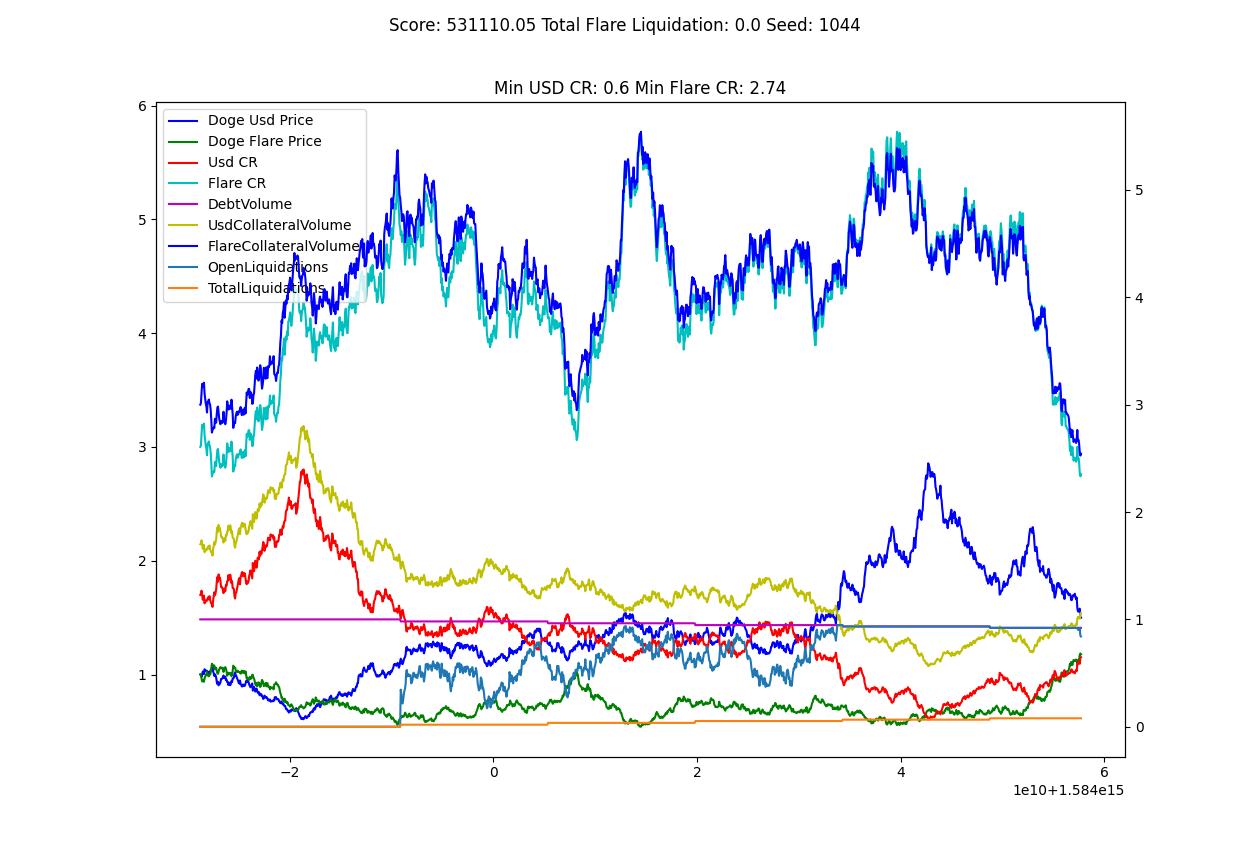 Score: 531110.05 Total Flare Liquidation: 0.0 Seed: 1044
Min USD CR: 0.6 Min Flare CR: 2.74
Doge Usd Price
Doge Flare Price
Usd CR
Flare CR
DebtVolume
UsdCollateralVolume
FlareCollateralVolume
OpenLiquidations
TotalLiquidations
6
5
4
3
2
1
5
4
3
2
1
0
−2
0
2
4
6
1e10+1.584e15